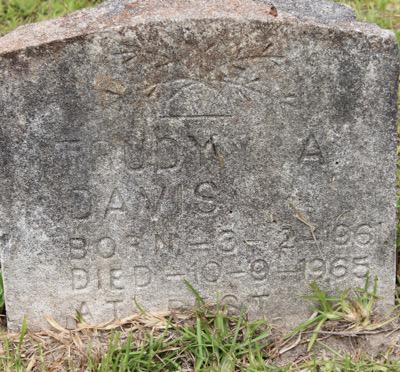 TRUDY A
DAVIS
BORN-3-2-1961
DIED-10-9-1965
AT REST